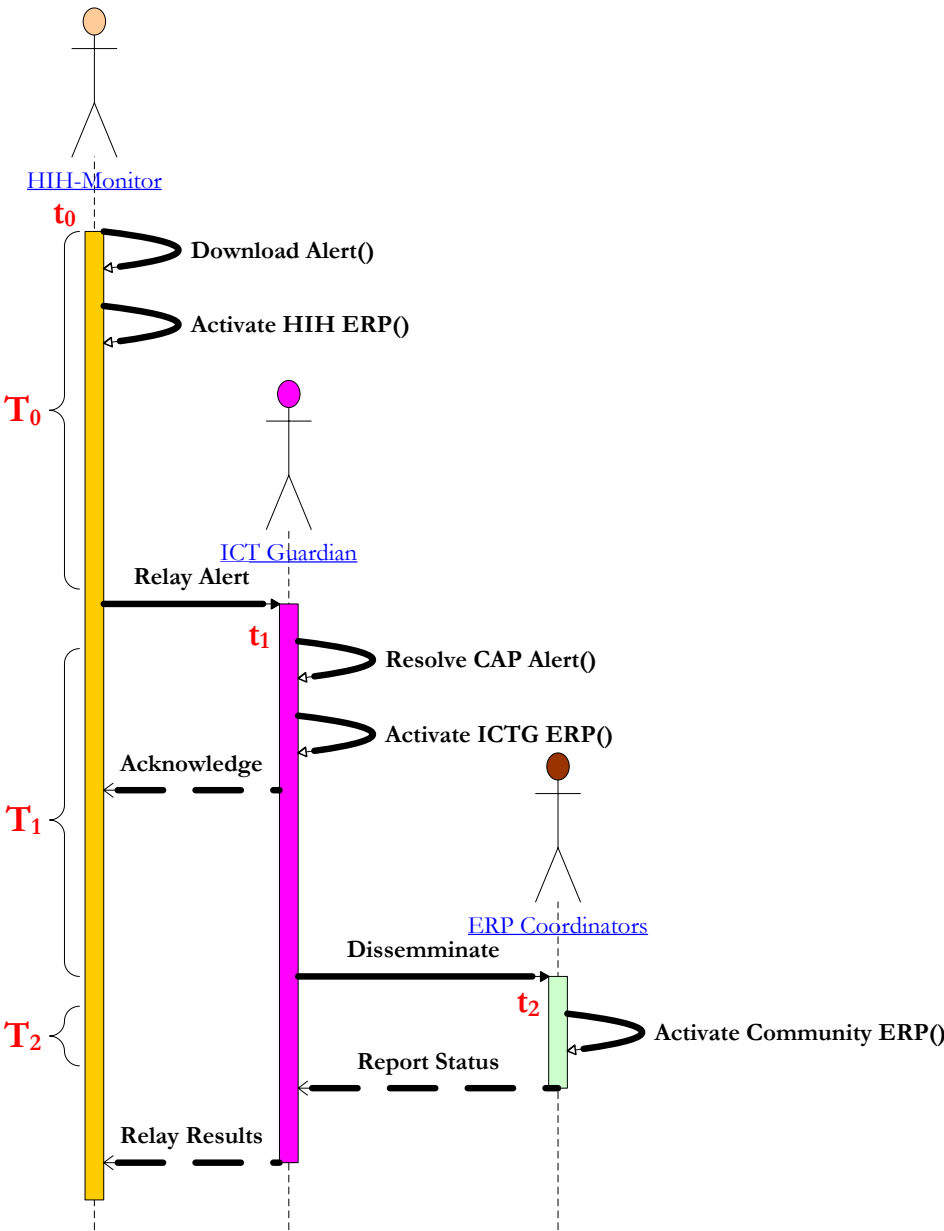 HIH-Monitor
t0
Download Alert()
Activate HIH ERP()
T0
ICT Guardian
Relay Alert
t1
Resolve CAP Alert()
Activate ICTG ERP()
Acknowledge
T1
ERP Coordinators
Dissemminate
t2
T2
Activate Community ERP()
Report Status
Relay Results